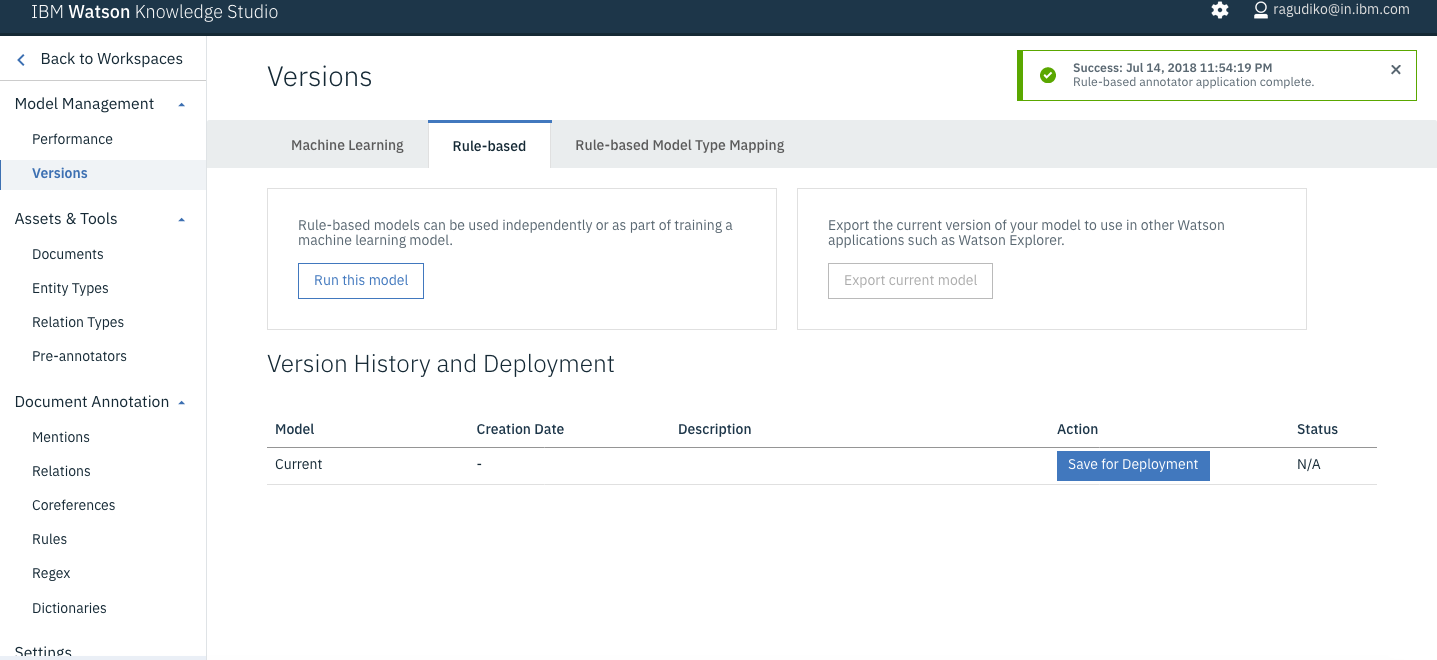 IBM Watson Knowledge Studio
ragudiko@in.ibm.com
Back to Workspaces
Model Management
Performance
Versions
Assets & Tools
Documents
Entity Types
Relation Types
Pre-annotators
Document Annotation
Mentions
Relations
Coreferences
Rules
Regex
Dictionaries
Settings
Versions
Success: Jul 14, 2018 11:54:19 PM
Rule-based annotator application complete.
Machine Learning
Rule-based
Rule-based Model Type Mapping
Rule-based models can be used independently or as part of training a
machine learning model.
Run this model
Export the current version of your model to use in other Watson
applications such as Watson Explorer.
Export current model
Version History and Deployment
Model Creation Date Description Action Status
Current - Save for Deployment N/A